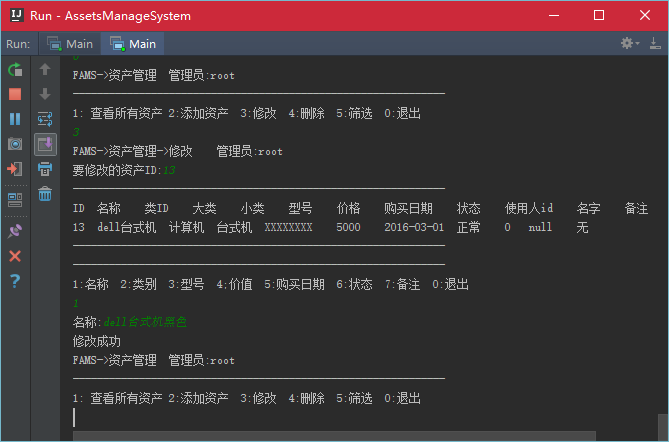 Run - AssetsManageSystem
Run: Main Main
FAMS->资产管理 管理员:root
1: 查看所有资产 2:添加资产 3:修改 4:删除 5:筛选 0:退出
3
FAMS->资产管理->修改 管理员:root
要修改的资产ID:13
ID 名称 类ID 大类 小类 型号 价格 购买日期 状态 使用人id 名字 备注
13 dell台式机 计算机 台式机 XXXXXXXX 5000 2016-03-01 正常 0 null 无
1:名称 2:类别 3:型号 4:价值 5:购买日期 6:状态 7:备注 0:退出
1
名称:dell台式机黑色
修改成功
FAMS->资产管理 管理员:root
1: 查看所有资产 2:添加资产 3:修改 4:删除 5:筛选 0:退出